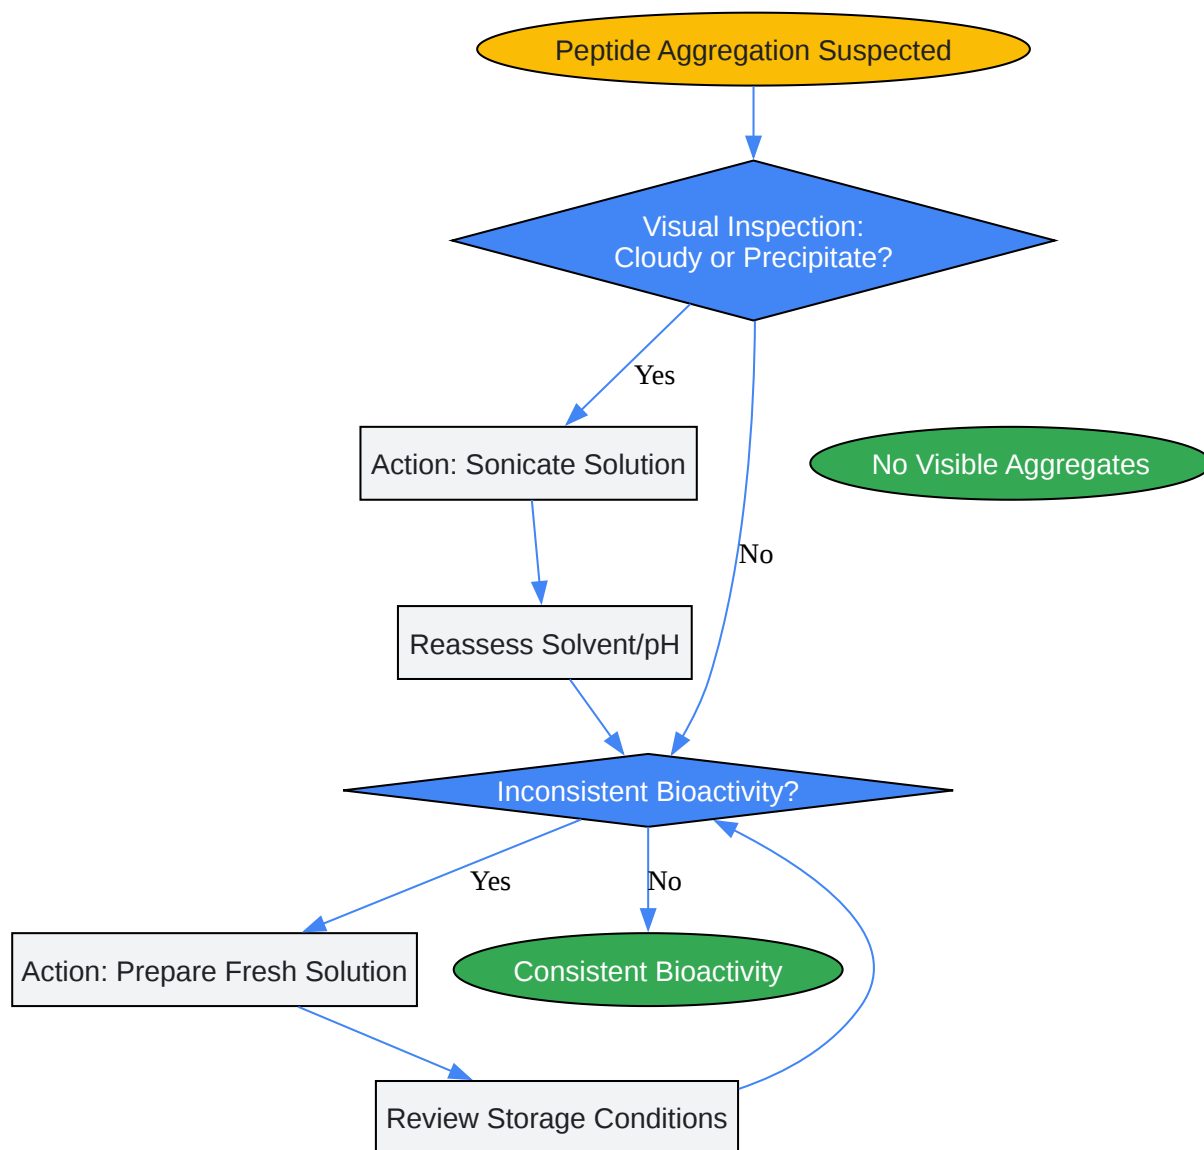 Peptide Aggregation Suspected
Visual Inspection:
Cloudy or Precipitate?
Yes
Action: Sonicate Solution
No Visible Aggregates
No
Reassess Solvent/pH
Inconsistent Bioactivity?
Yes
No
Action: Prepare Fresh Solution
Consistent Bioactivity
Review Storage Conditions